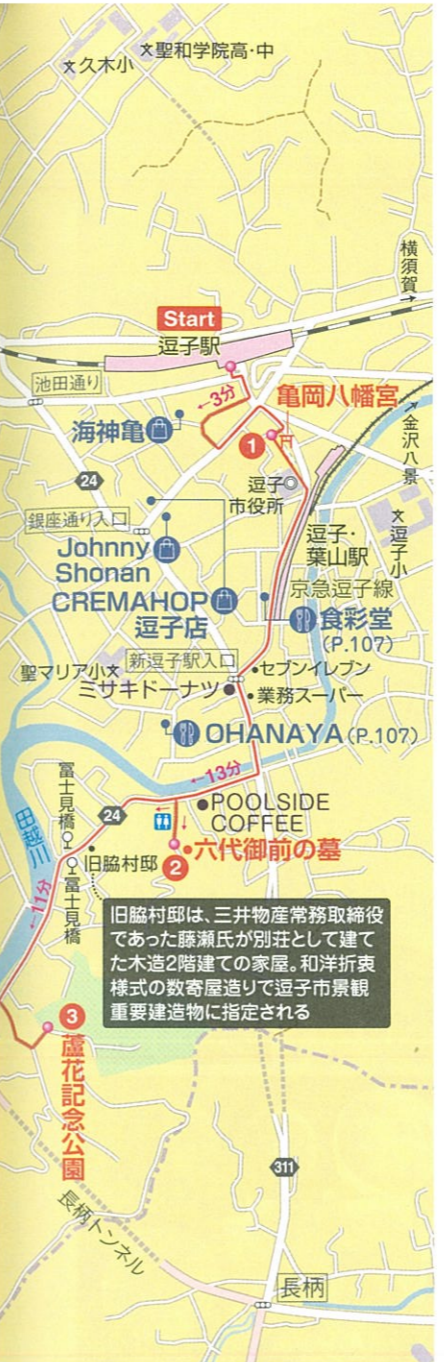 聖和学院高・中
久木小
横須賀
Start
逗子駅
池田通り
←3分
亀岡八幡宮
海神亀
1
金沢八景
24
逗子
市役所
銀座通り入口
逗子・
葉山駅
逗子小
Johnny
Shonan
京急逗子線
CREMAHOP
逗子店
食彩堂
(P.107)
聖マリア小
新逗子駅入口
セブンイレブン
ミサキドーナツ
業務スーパー
OHANAYA(P.107)
←13分
富士見橋
24
POOLSIDE
COFFEE
田越川
六代御前の墓
2
旧脇村邸
富士見橋
←11分
旧脇村邸は、三井物産常務取締役
であった藤瀬氏が別荘として建て
た木造2階建ての家屋。和洋折衷
様式の数寄屋造りで逗子市景観
重要建造物に指定される
3
蘆花記念公園
311
長柄トンネル
長柄